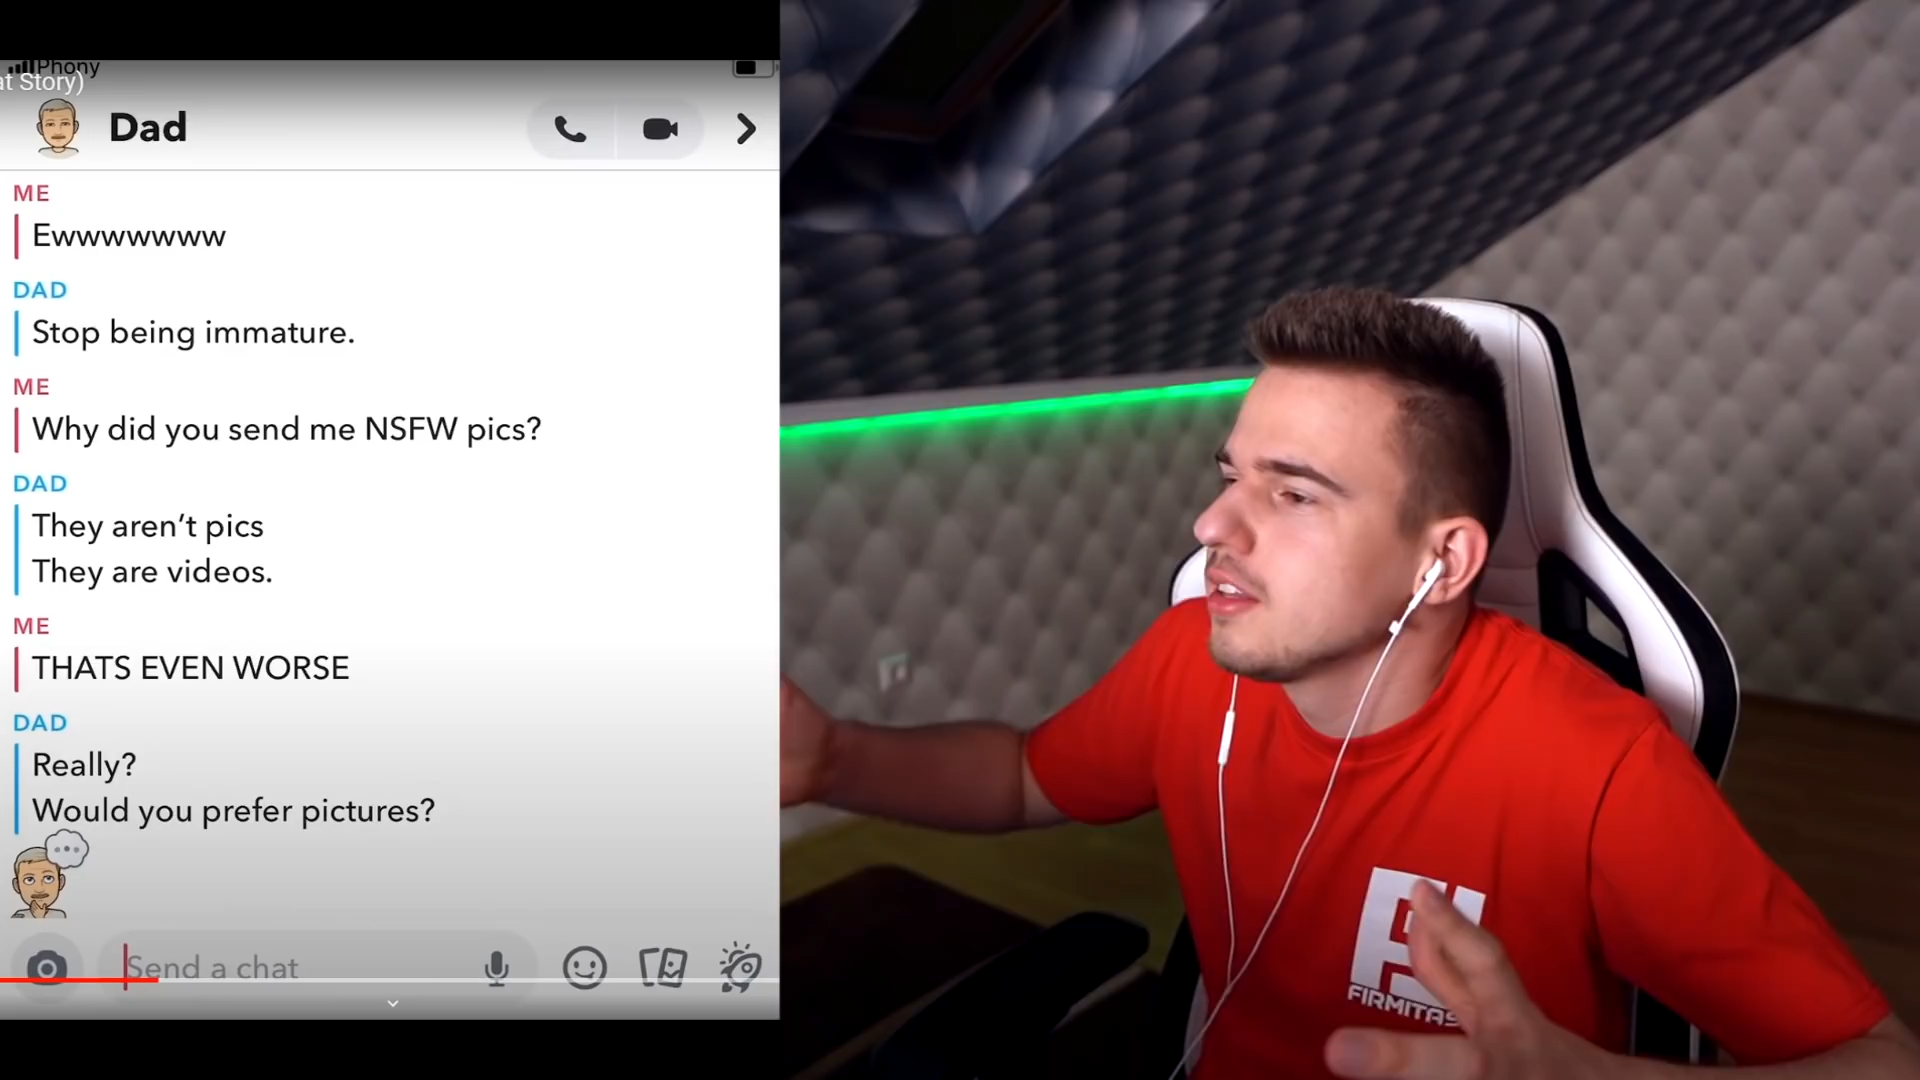 Phony
at Story)
Dad
ME
Ewwwwwww
DAD
Stop being immature.
ME
Why did you send me NSFW pics?
DAD
They aren’t pics
They are videos.
ME
THATS EVEN WORSE
DAD
Really?
Would you prefer pictures?
Send a chat
FIRMITAS